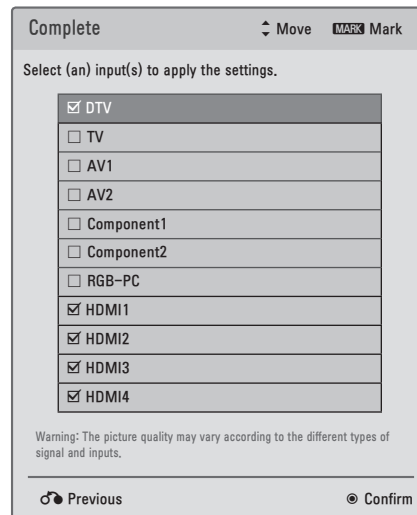 Complete Move MARK Mark
Select (an) input(s) to apply the settings.
DTV
TV
AV1
AV2
Component1
Component2
RGB-PC
HDMI1
HDMI2
HDMI3
HDMI4
Warning: The picture quality may vary according to the different types of
signal and inputs.
Previous Confirm